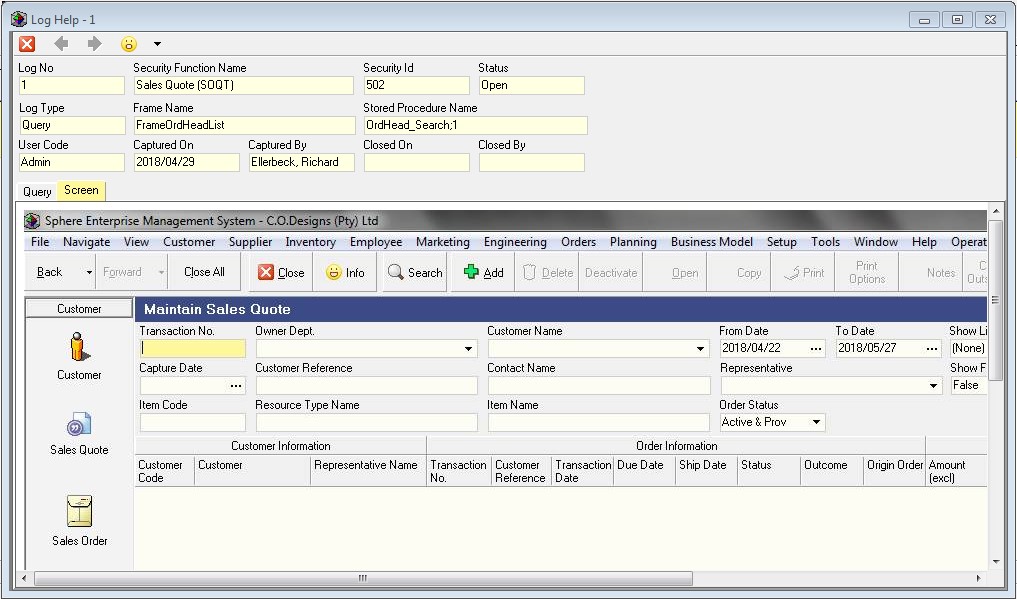 Log Help - 1
Log No Security Function Name Security Id Status
1 Sales Quote (SOQT) 502 Open
Log Type Frame Name Stored Procedure Name
Query FrameOrdHeadList OrdHead_Search;1
User Code Captured On Captured By Closed On Closed By
Admin 2018/04/29 Ellerbeck, Richard
Query Screen
Sphere Enterprise Management System - C.O.Designs (Pty) Ltd
File Navigate View Customer Supplier Inventory Employee Marketing Engineering Orders Planning Business Model Setup Tools Window Help Operat
Back Forward Close All Close Info Search Add Delete Deactivate Open Copy Print Print Options Notes
Customer Maintain Sales Quote
Transaction No. Owner Dept. Customer Name From Date To Date Show Li
2018/04/22 ... 2018/05/27 ... (None)
Customer
Capture Date Customer Reference Contact Name Representative Show F
... False
Item Code Resource Type Name Item Name Order Status
Active & Prov
Sales Quote
Customer Information Order Information
Customer Customer Representative Name Transaction Customer Transaction Due Date Ship Date Status Outcome Origin Order Amount
Code No. Reference Date (excl)
Sales Order